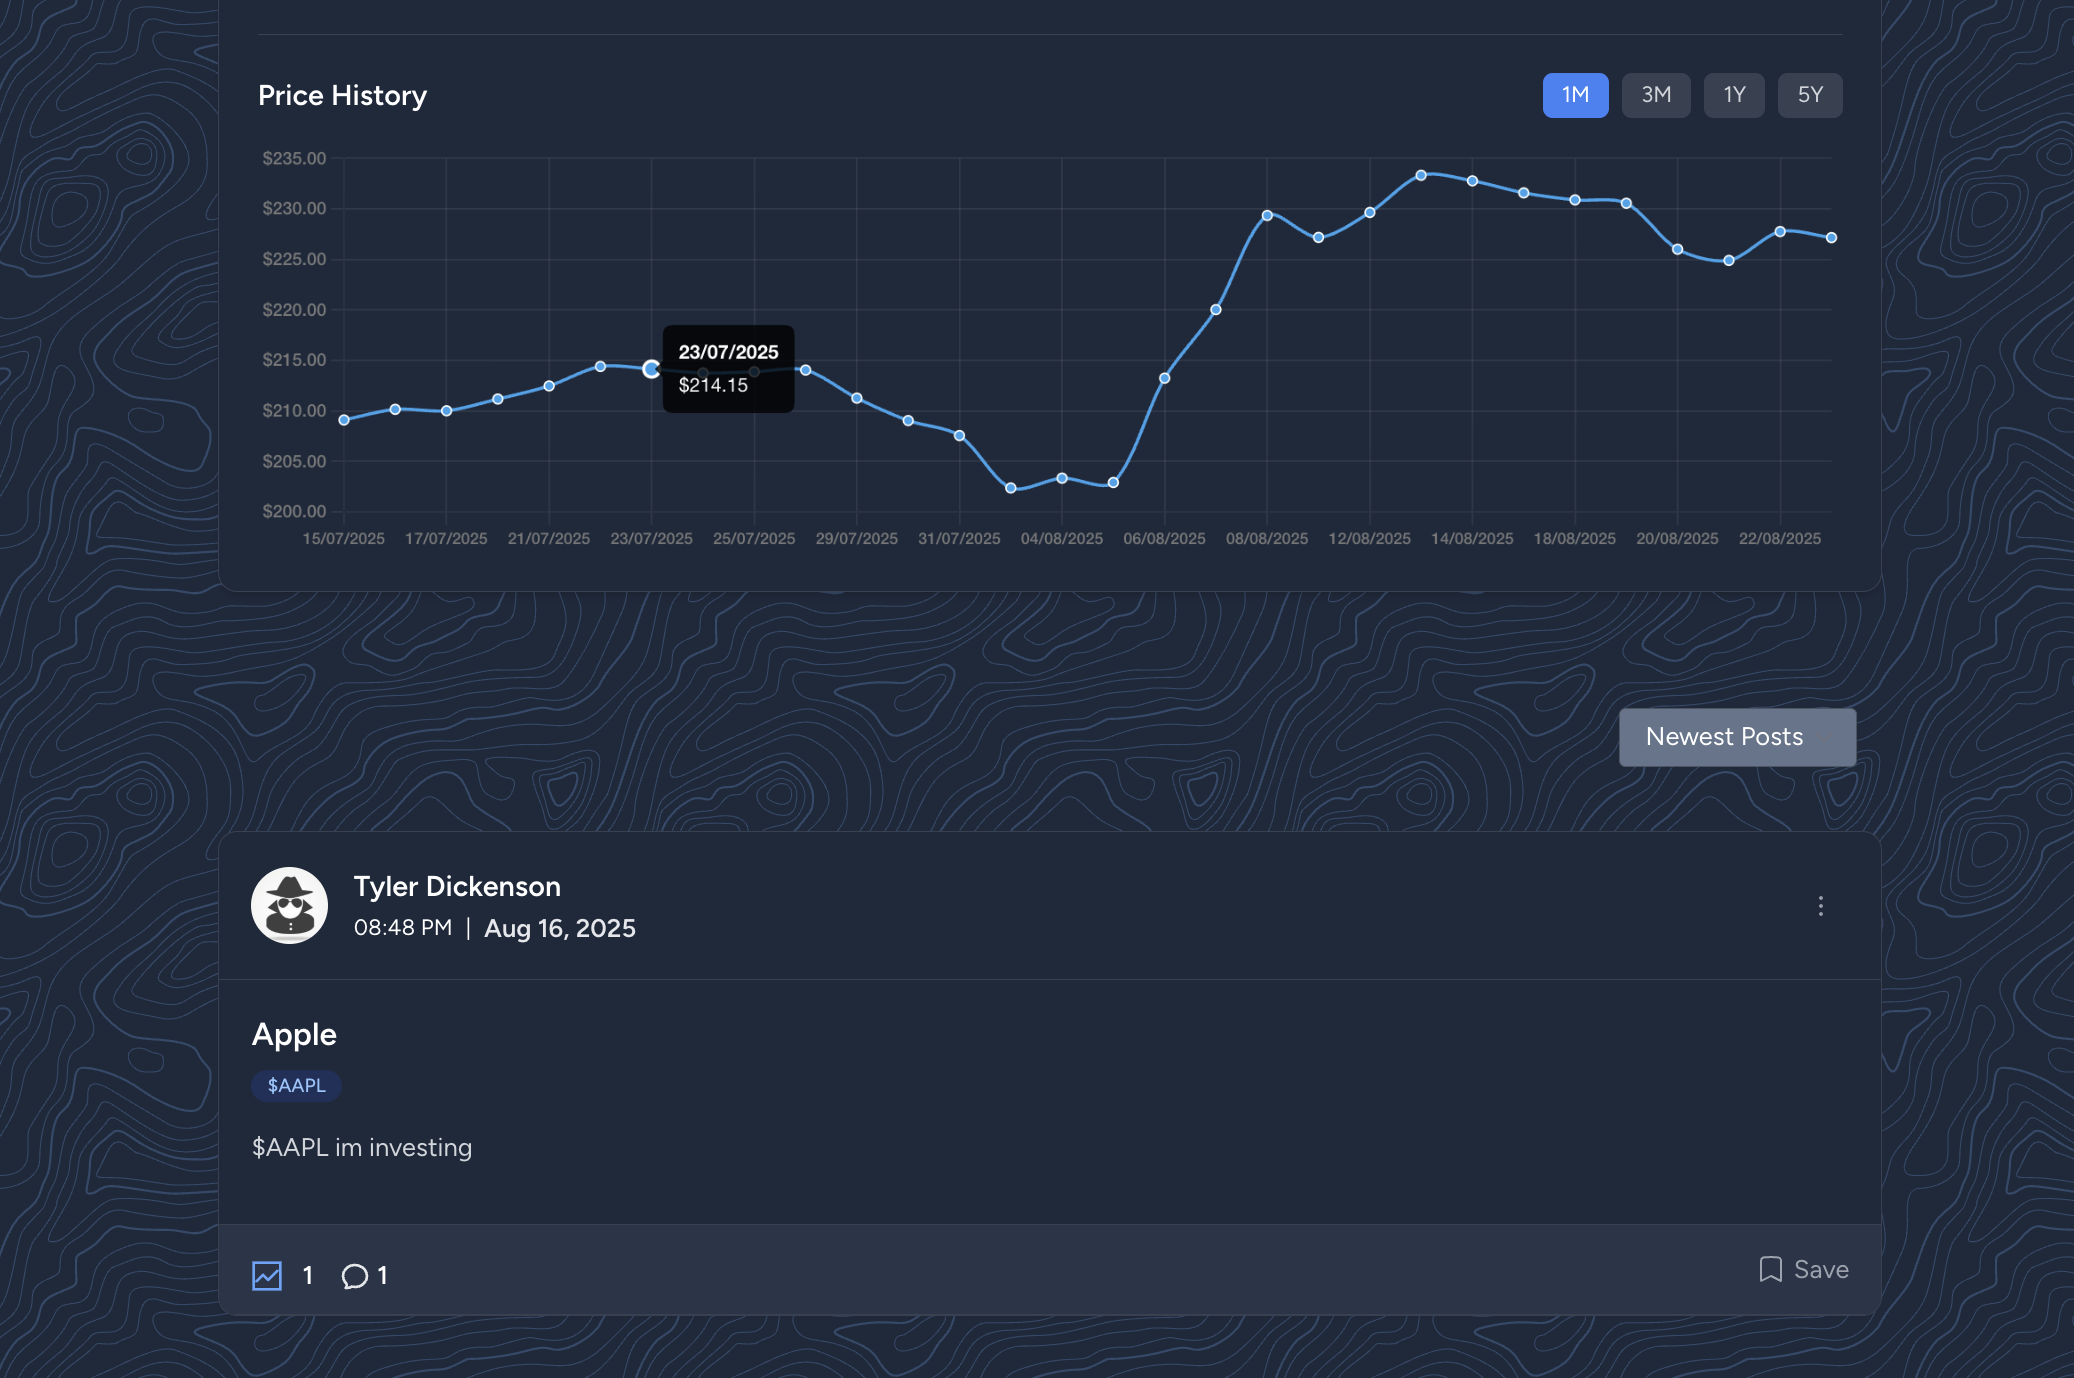 Price History
1M 3M 1Y 5Y
$235.00
$230.00
$225.00
$220.00
$215.00
$210.00
$205.00
$200.00
23/07/2025
$214.15
15/07/2025 17/07/2025 21/07/2025 23/07/2025 25/07/2025 29/07/2025 31/07/2025 04/08/2025 06/08/2025 08/08/2025 12/08/2025 14/08/2025 18/08/2025 20/08/2025 22/08/2025
Newest Posts
Tyler Dickenson
08:48 PM | Aug 16, 2025
Apple
$AAPL
$AAPL im investing
1 1 Save